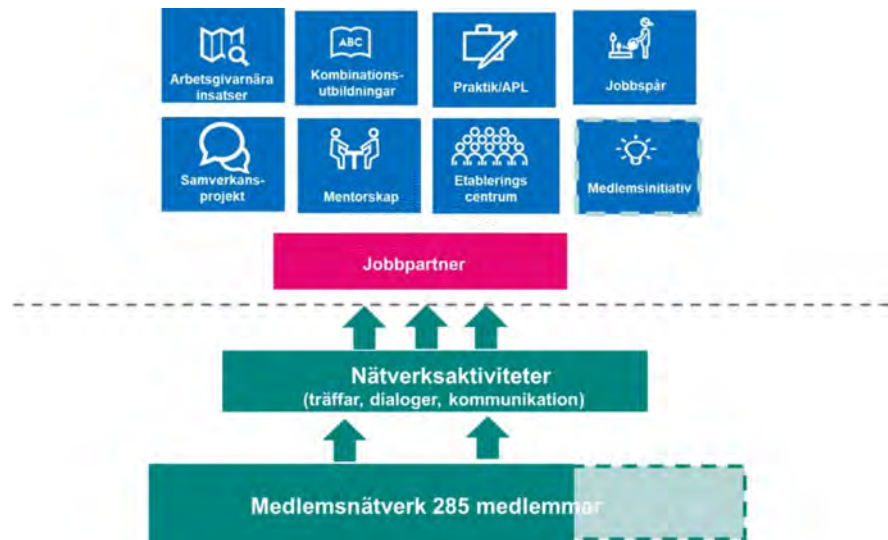 Arbetsgivarnära
insatser
ABC
Kombinations-
utbildningar
Praktik/APL
Jobbspår
Samverkans-
projekt
Mentorskap
Etablerings
centrum
Medlemsinitiativ
Jobbpartner
Nätverksaktiviteter
(träffar, dialoger, kommunikation)
Medlemsnätverk 285 medlemmar